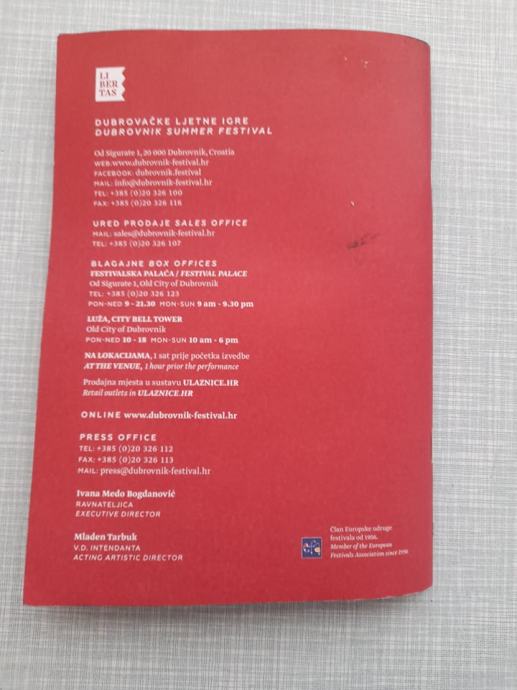 LI
BER
TAS
DUBROVAČKE LJETNE IGRE
DUBROVNIK SUMMER FESTIVAL
Od Sigurate 1, 20 000 Dubrovnik, Croatia
WEB: www.dubrovnik-festival.hr
FACEBOOK: dubrovnik.festival
MAIL: info@dubrovnik-festival.hr
TEL: +385 (0)20 326 100
FAX: +385 (0)20 326 116
URED PRODAJE SALES OFFICE
MAIL: sales@dubrovnik-festival.hr
TEL: +385 (0)20 326 107
BLAGAJNE BOX OFFICES
FESTIVALSKA PALAČA / FESTIVAL PALACE
Od Sigurate 1, Old City of Dubrovnik
TEL: +385 (0)20 326 123
PON-NED 9 - 21.30 MON-SUN 9 am - 9.30 pm
LUŽA, CITY BELL TOWER
Old City of Dubrovnik
PON-NED 10 - 18 MON-SUN 10 am - 6 pm
NA LOKACIJAMA, 1 sat prije početka izvedbe
AT THE VENUE, 1 hour prior the performance
Prodajna mjesta u sustavu ULAZNICE.HR
Retail outlets in ULAZNICE.HR
ONLINE www.dubrovnik-festival.hr
PRESS OFFICE
TEL: +385 (0)20 326 112
FAX: +385 (0)20 326 113
MAIL: press@dubrovnik-festival.hr
Ivana Medo Bogdanović
RAVNATELJICA
EXECUTIVE DIRECTOR
Mladen Tarbuk
V.D. INTENDANTA
ACTING ARTISTIC DIRECTOR
Član Europske udruge
festivala od 1956.
Member of the European
Festivals Association since 1956